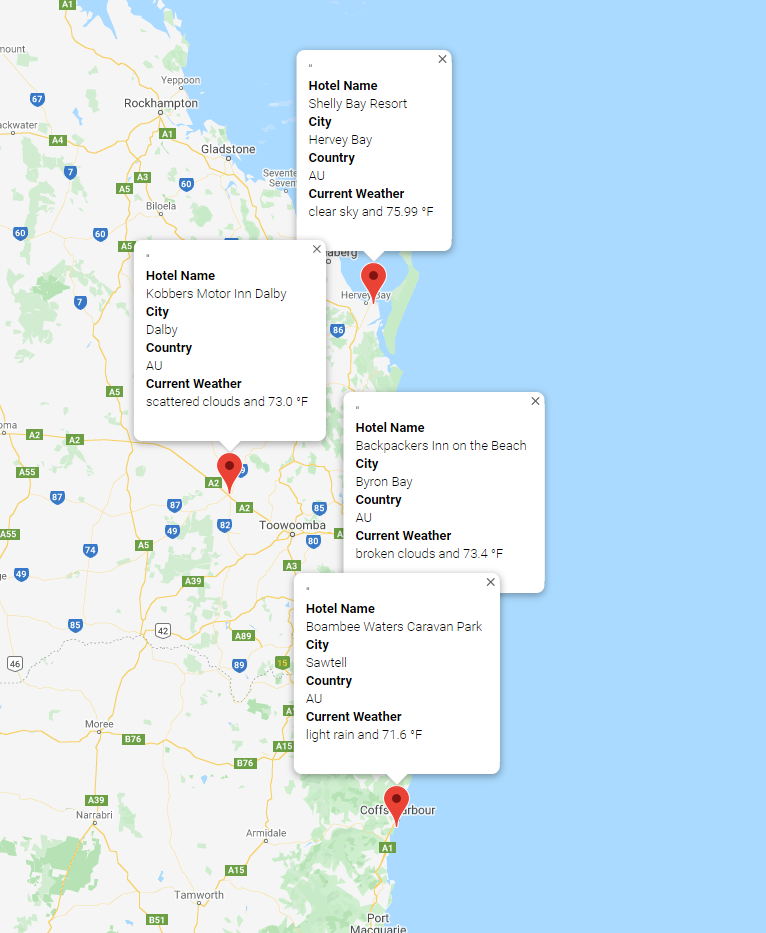 A1
mount
Yeppoon
67
Rockhampton
ackwater
A4
A1
Gladstone
7
A3
A5
60
Biloela
60
60
A5
7
"
Hotel Name
Shelly Bay Resort
City
Hervey Bay
Country
AU
Current Weather
clear sky and 75.99 °F
aberg
Hervey Bay
86
"
Hotel Name
Kobbers Motor Inn Dalby
City
Dalby
Country
AU
Current Weather
scattered clouds and 73.0 °F
A5
oma
A2
A2
A55
87
A2
A2
87
85
82
49
Toowoomba
80
A55
74
A5
A3
49
A39
"
Hotel Name
Backpackers Inn on the Beach
City
Byron Bay
Country
AU
Current Weather
broken clouds and 73.4 °F
85
42
A89
46
89
15
"
Hotel Name
Boambee Waters Caravan Park
City
Sawtell
Country
AU
Current Weather
light rain and 71.6 °F
Moree
B76
A15
B76
A39
Narrabri
Coffs Harbour
Armidale
A1
A15
Tamworth
B51
Port
Macquarie